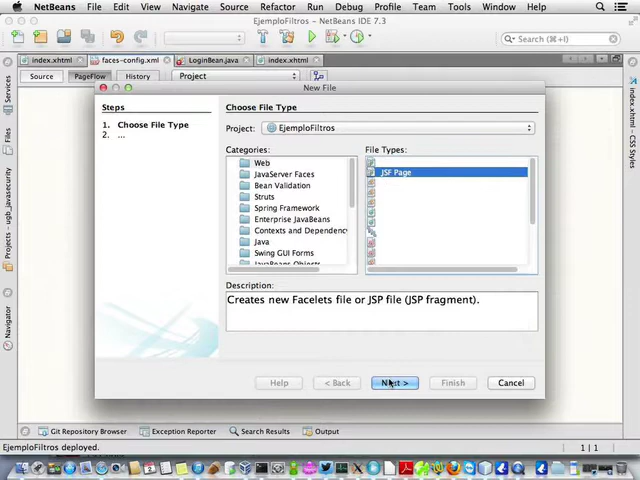 NetBeans File Edit View Navigate Source Refactor Run Debug Profile Team Tools Window Help
EjemploFiltros - NetBeans IDE 7.3
Search (⌘+I)
index.xhtml faces-config.xml LoginBean.java index.xhtml
Source PageFlow History Project
New File
Steps
1. Choose File Type
2. ...
Choose File Type
Project: EjemploFiltros
Categories:
Web
JavaServer Faces
Bean Validation
Struts
Spring Framework
Enterprise JavaBeans
Contexts and Dependency
Java
Swing GUI Forms
JavaBeans Objects
File Types:
JSF Page
Description:
Creates new Facelets file or JSP file (JSP fragment).
Help < Back Next > Finish Cancel
Services
Files
Projects - ugb_javasecurity
Navigator
index.xhtml - CSS Styles
Git Repository Browser Exception Reporter Search Results Output
EjemploFiltros deployed.
1 | 1